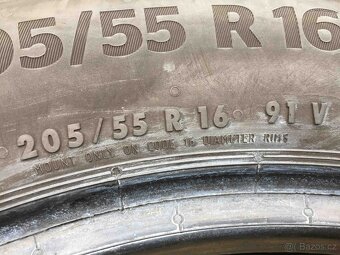 05/55 R 16
205/55 R 16 91 V
MOUNT ONLY ON CODE 16 DIAMETER RIMS
Bazos.cz